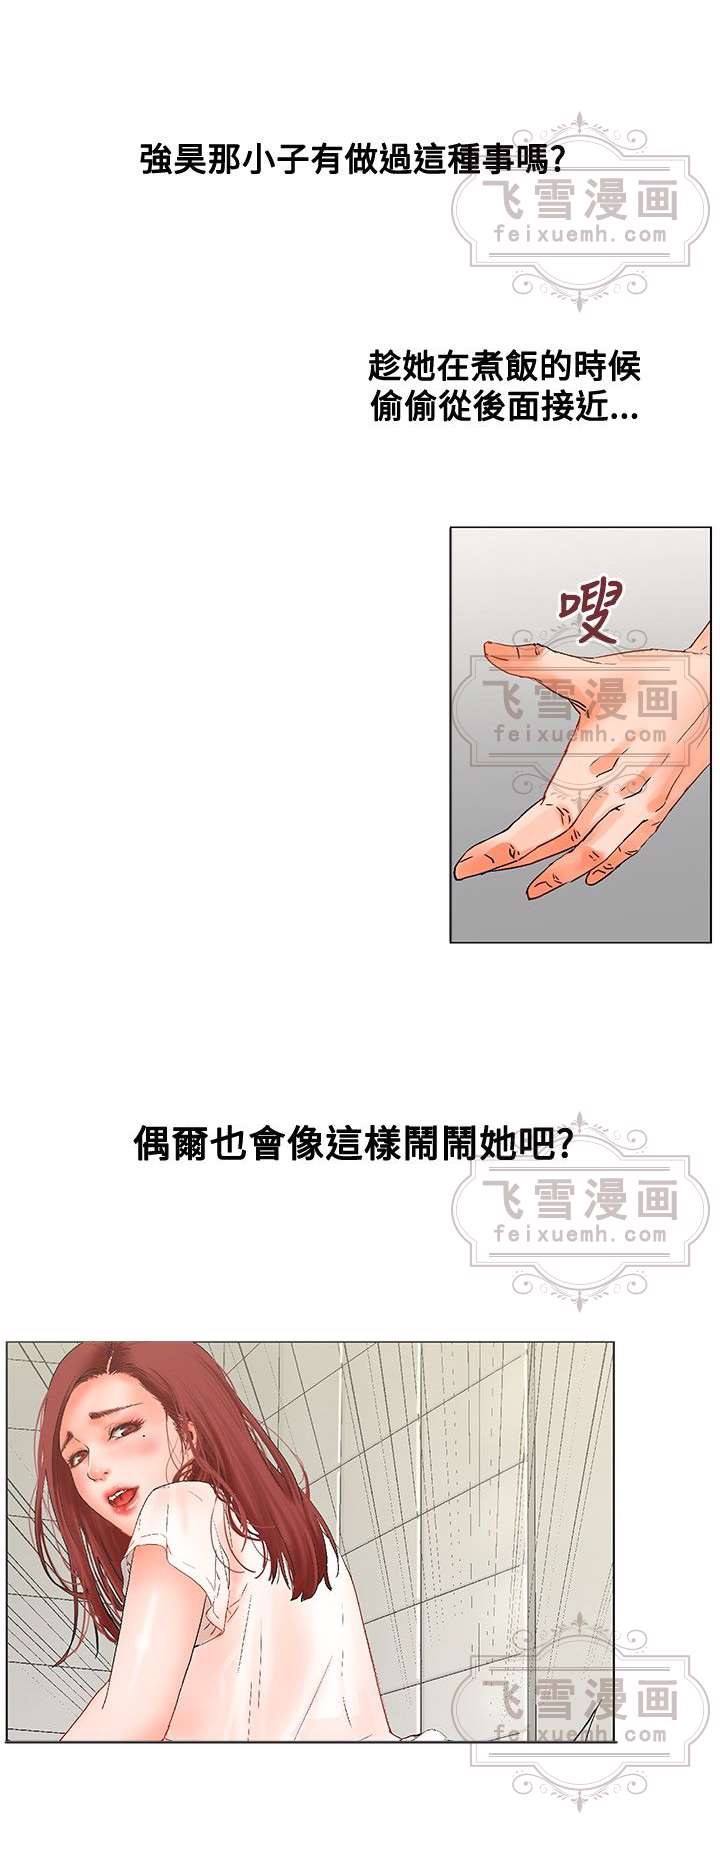 強昊那小子有做過這種事嗎?
飞雪漫画
feixuemh.com
趁她在煮飯的時候
偷偷從後面接近...
嗖
飞雪漫画
feixuemh.com
偶爾也會像這樣鬧鬧她吧?
飞雪漫画
feixuemh.com
飞雪漫画
feixuemh.com